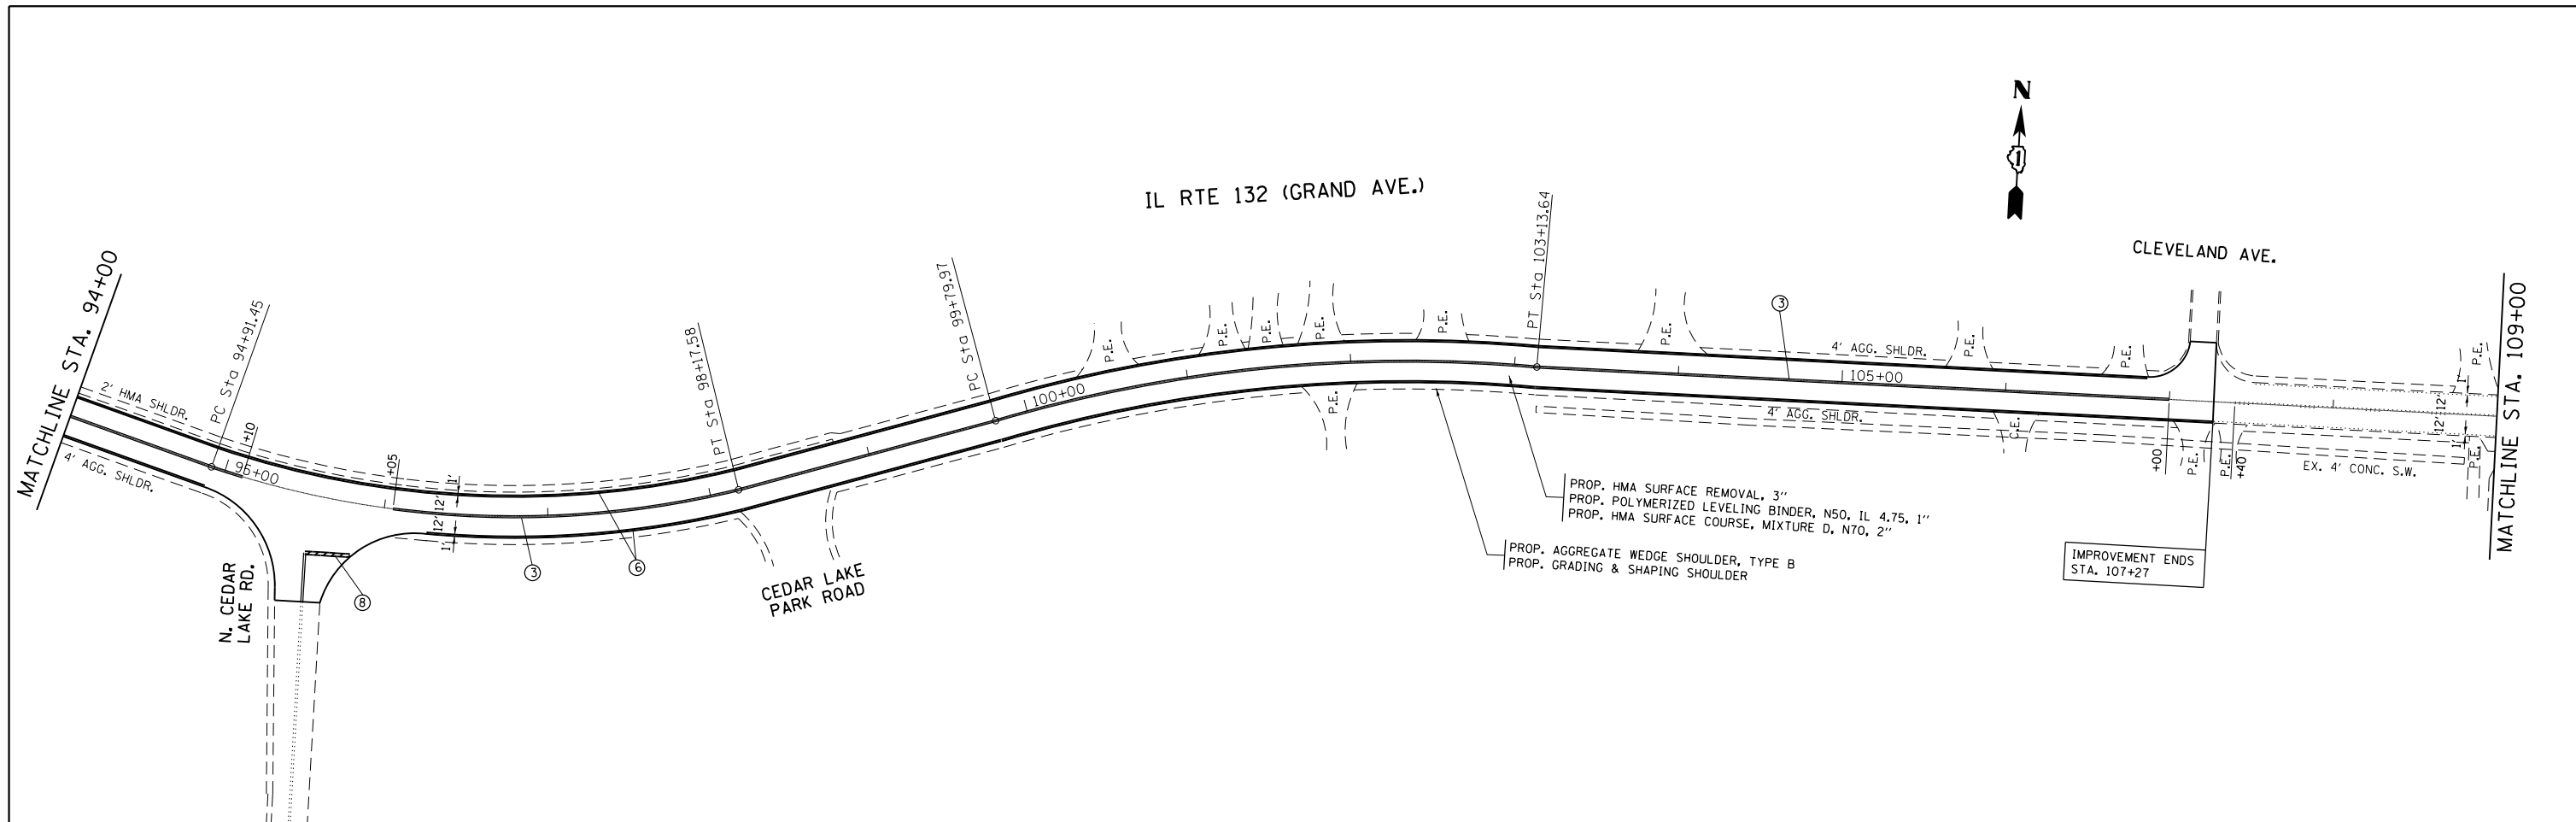 N
1
IL RTE 132 (GRAND AVE.)
CLEVELAND AVE.
MATCHLINE STA. 94+00
2' HMA SHLDR.
4' AGG. SHLDR.
PC Sta 94+91.45
+10
95+00
+05
1'
12'
12'
1'
N. CEDAR
LAKE RD.
8
3
6
PT Sta 98+17.58
CEDAR LAKE
PARK ROAD
PC Sta 99+79.97
100+00
P.E.
P.E.
P.E.
P.E.
P.E.
P.E.
PT Sta 103+13.64
P.E.
3
4' AGG. SHLDR.
105+00
4' AGG. SHLDR.
P.E.
C.E.
P.E.
+00
P.E.
P.E.
+40
EX. 4' CONC. S.W.
1'
12'
12'
1'
P.E.
P.E.
MATCHLINE STA. 109+00
PROP. HMA SURFACE REMOVAL, 3"
PROP. POLYMERIZED LEVELING BINDER, N50, IL 4.75, 1"
PROP. HMA SURFACE COURSE, MIXTURE D, N70, 2"
PROP. AGGREGATE WEDGE SHOULDER, TYPE B
PROP. GRADING & SHAPING SHOULDER
IMPROVEMENT ENDS
STA. 107+27